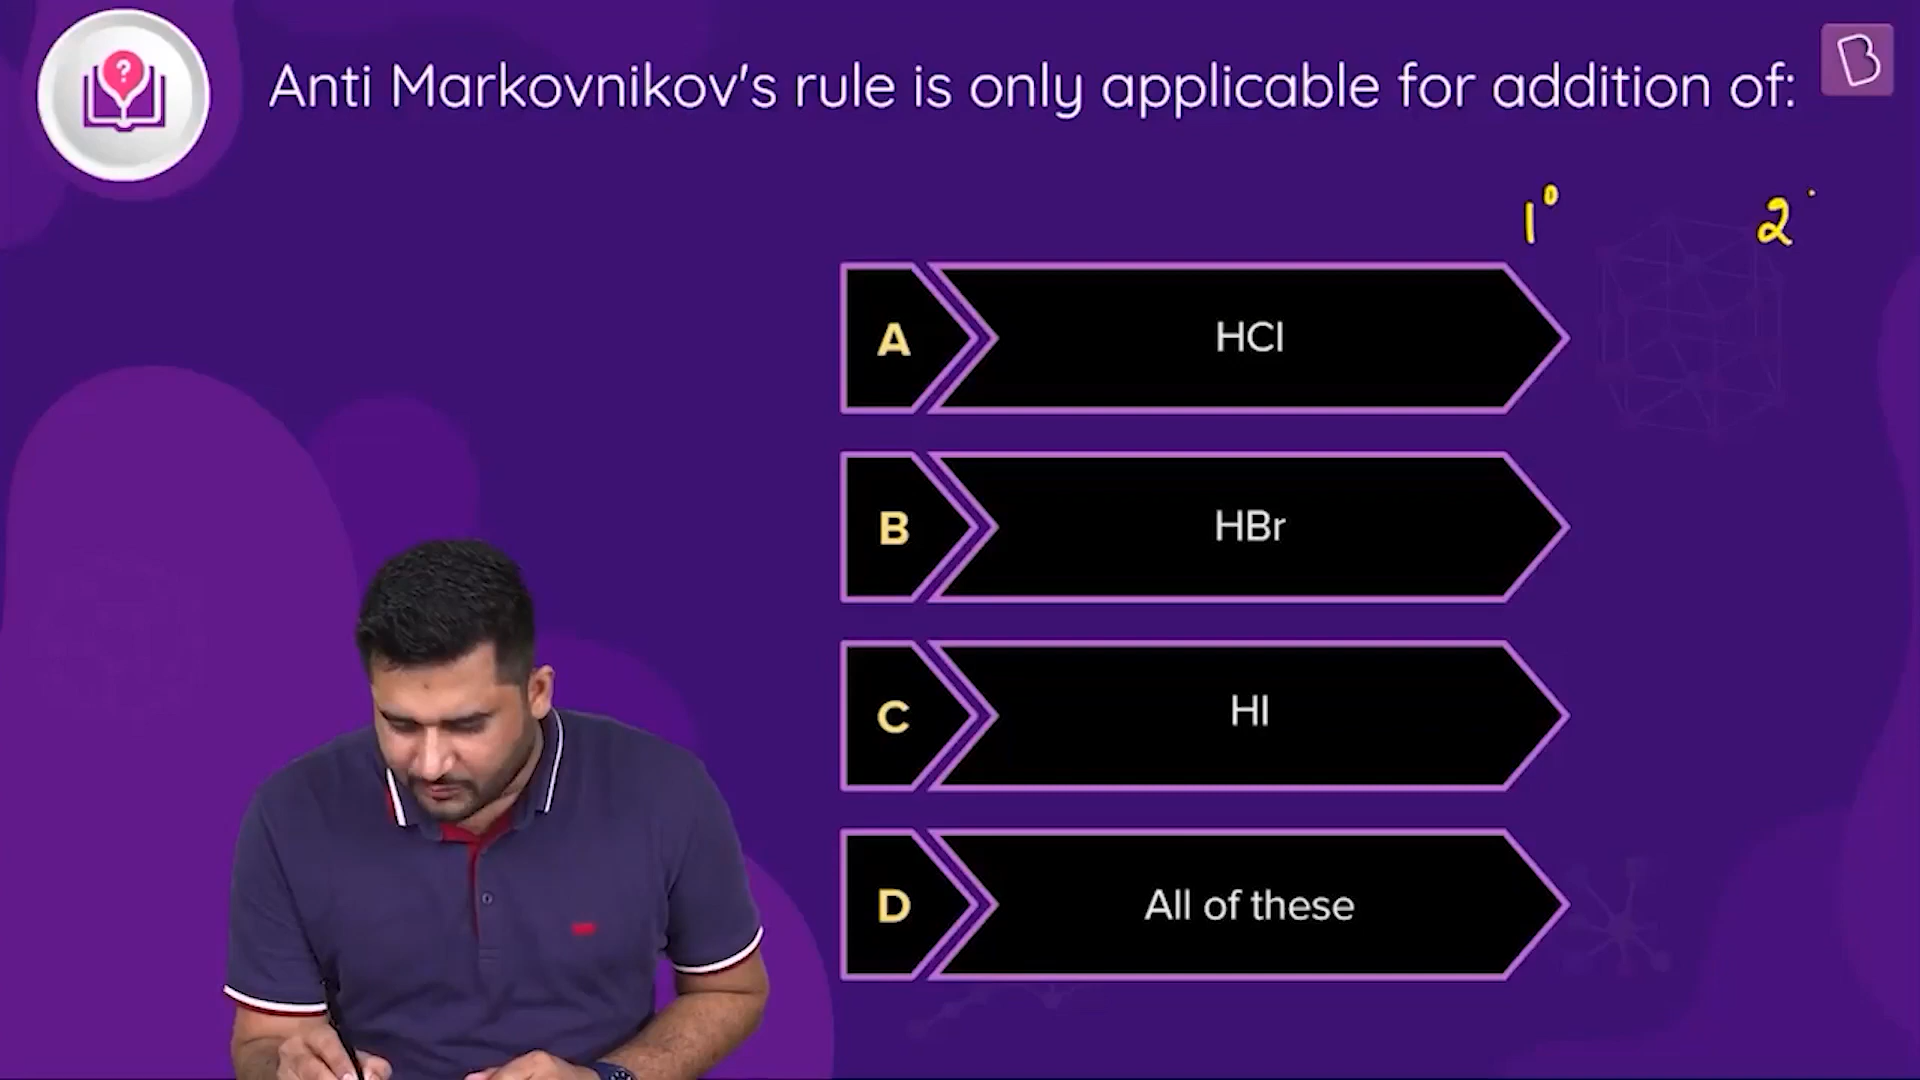 ?
Anti Markovnikov's rule is only applicable for addition of:
B
1° 2°
A HCl
B HBr
C HI
D All of these